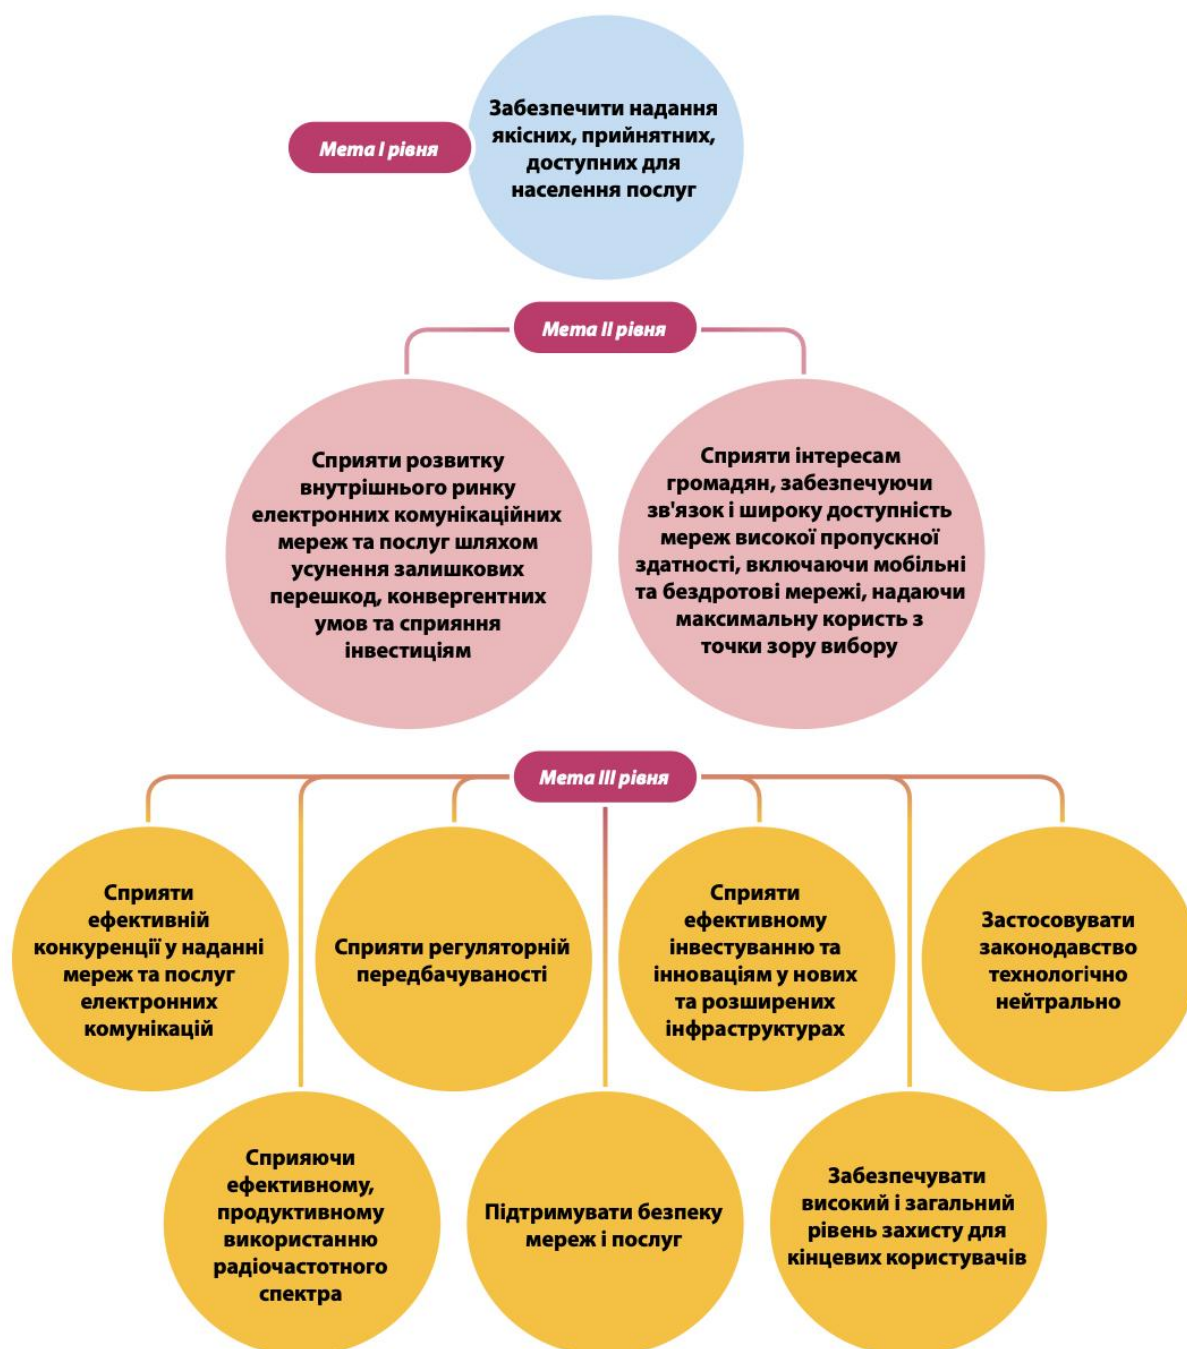 Мета I рівня
Забезпечити надання
якісних, прийнятних,
доступних для
населення послуг
Мета II рівня
Сприяти розвитку
внутрішнього ринку
електронних комунікаційних
мереж та послуг шляхом
усунення залишкових
перешкод, конвергентних
умов та сприяння
інвестиціям
Сприяти інтересам
громадян, забезпечуючи
зв'язок і широку доступність
мереж високої пропускної
здатності, включаючи мобільні
та бездротові мережі, надаючи
максимальну користь з
точки зору вибору
Мета III рівня
Сприяти
ефективній
конкуренції у наданні
мереж та послуг
електронних
комунікацій
Сприяти регуляторній
передбачуваності
Сприяти
ефективному
інвестуванню та
інноваціям у нових
та розширених
інфраструктурах
Застосовувати
законодавство
технологічно
нейтрально
Сприяючи
ефективному,
продуктивному
використанню
радіочастотного
спектра
Підтримувати безпеку
мереж і послуг
Забезпечувати
високий і загальний
рівень захисту для
кінцевих користувачів